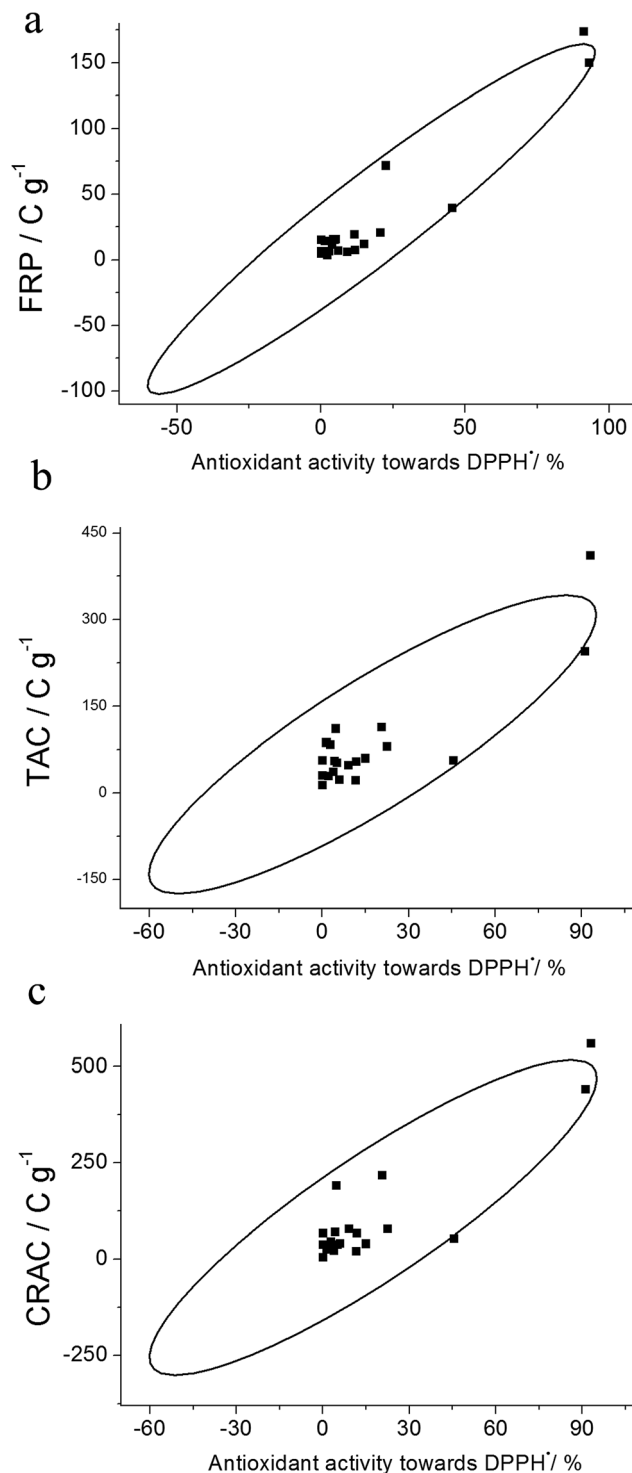 a
150
100
50
0
-50
-100
FRP / C g⁻¹
-50 0 50 100
Antioxidant activity towards DPPH•/ %
b
450
300
150
0
-150
TAC / C g⁻¹
-60 -30 0 30 60 90
Antioxidant activity towards DPPH•/ %
c
500
250
0
-250
CRAC / C g⁻¹
-60 -30 0 30 60 90
Antioxidant activity towards DPPH•/ %